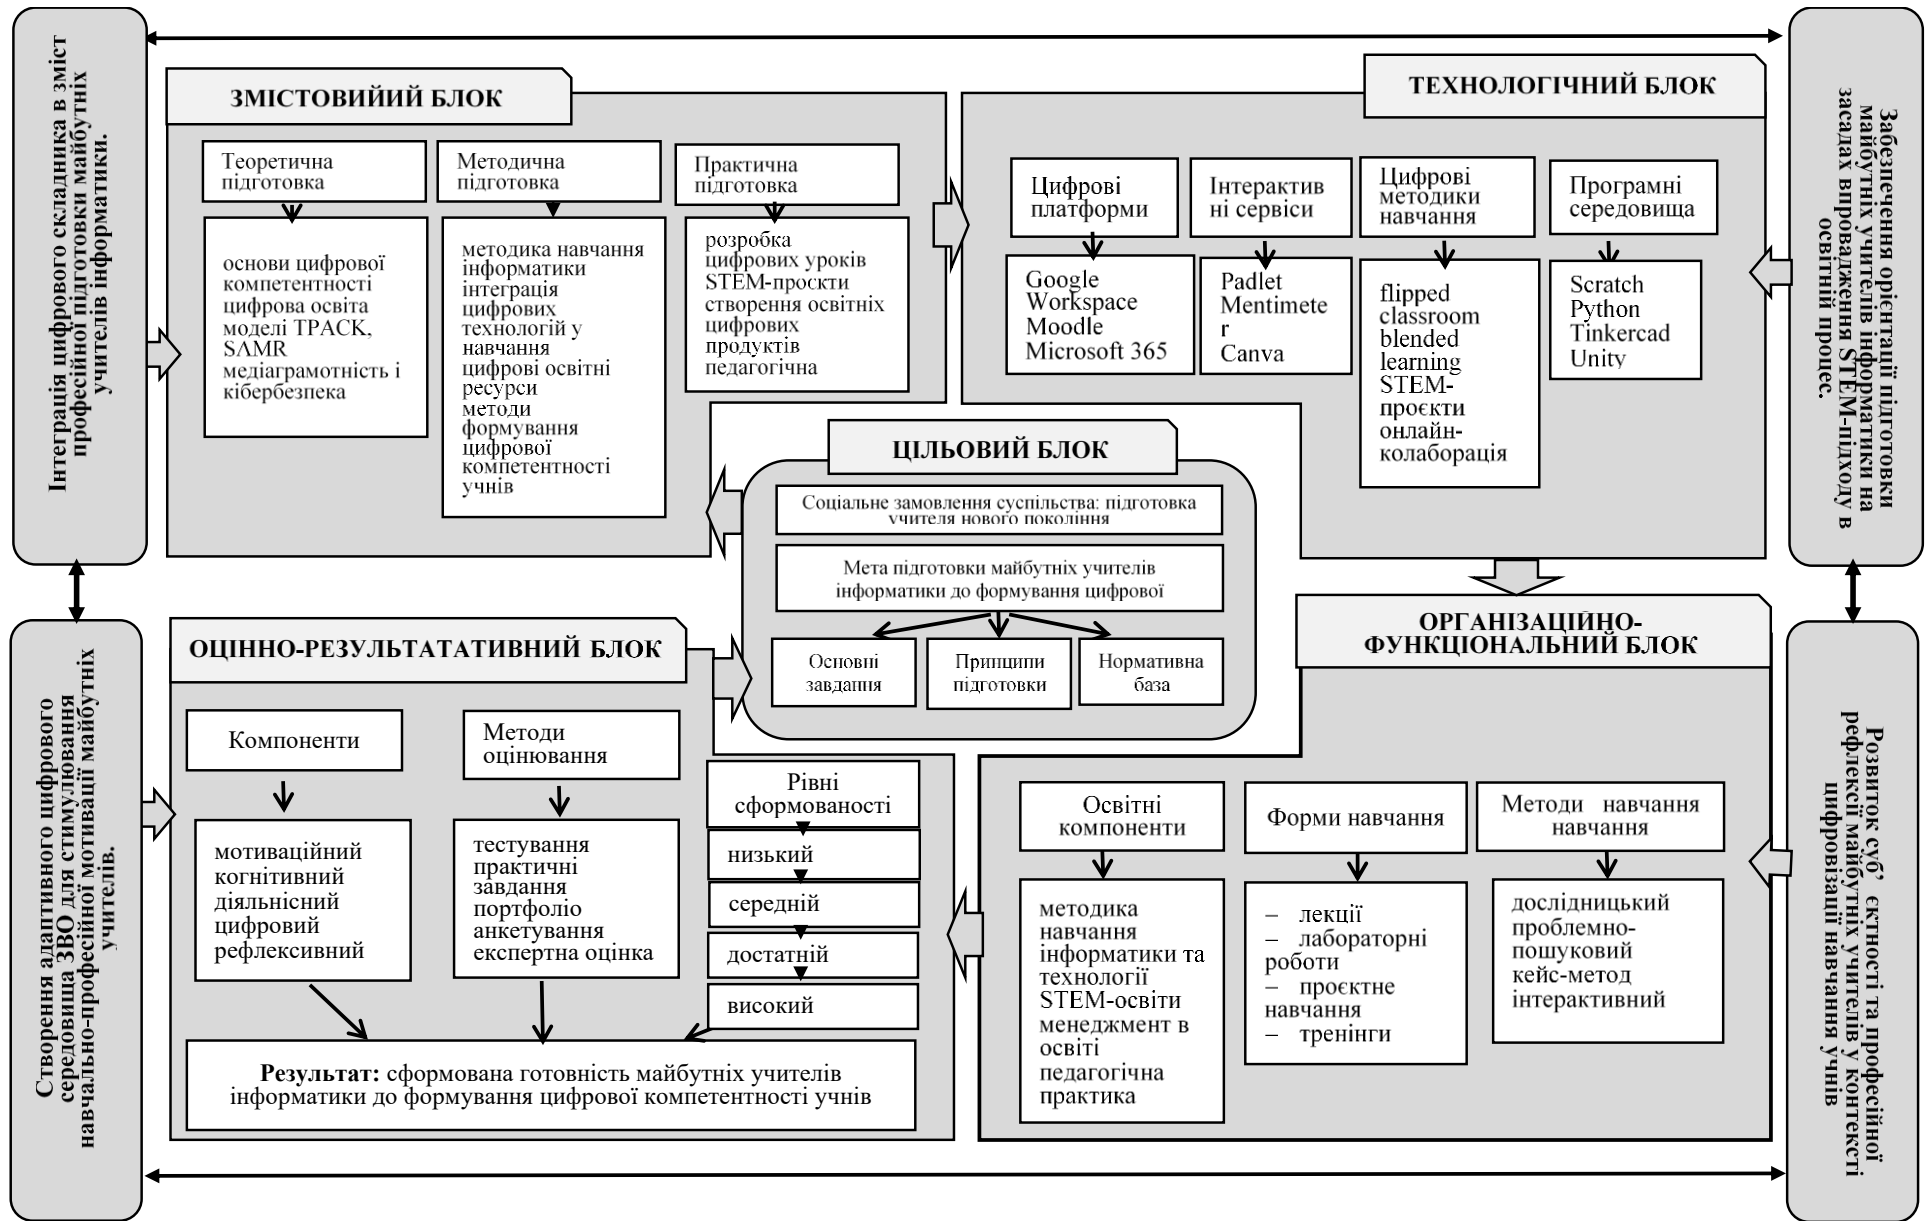 Інтеграція цифрового складника в зміст
професійної підготовки майбутніх
учителів інформатики.
ЗМІСТОВИЙИЙ БЛОК
Теоретична
підготовка
основи цифрової
компетентності
цифрова освіта
моделі TPACK,
SAMR
медіаграмотність і
кібербезпека
Методична
підготовка
методика навчання
інформатики
інтеграція
цифрових
технологій у
навчання
цифрові освітні
ресурси
методи
формування
цифрової
компетентності
учнів
Практична
підготовка
розробка
цифрових уроків
STEM-проєкти
створення освітніх
цифрових
продуктів
педагогічна
ТЕХНОЛОГІЧНИЙ БЛОК
Цифрові
платформи
Google
Workspace
Moodle
Microsoft 365
Інтерактив
ні сервіси
Padlet
Mentimete
r
Canva
Цифрові
методики
навчання
flipped
classroom
blended
learning
STEM-
проєкти
онлайн-
колаборація
Програмні
середовища
Scratch
Python
Tinkercad
Unity
Забезпечення орієнтації підготовки
майбутніх учителів інформатики на
засадах впровадження STEM-підходу в
освітній процес.
ЦІЛЬОВИЙ БЛОК
Соціальне замовлення суспільства: підготовка
учителя нового покоління
Мета підготовки майбутніх учителів
інформатики до формування цифрової
Основні
завдання
Принципи
підготовки
Нормативна
база
Створення адаптивного цифрового
середовища ЗВО для стимулювання
навчально-професійної мотивації майбутніх
учителів.
ОЦІННО-РЕЗУЛЬТАТАТИВНИЙ БЛОК
Компоненти
мотиваційний
когнітивний
діяльнісний
цифровий
рефлексивний
Методи
оцінювання
тестування
практичні
завдання
портфоліо
анкетування
експертна оцінка
Рівні
сформованості
низький
середній
достатній
високий
Результат: сформована готовність майбутніх учителів
інформатики до формування цифрової компетентності учнів
ОРГАНІЗАЦІЙНО-
ФУНКЦІОНАЛЬНИЙ БЛОК
Освітні
компоненти
методика
навчання
інформатики та
технології
STEM-освіти
менеджмент в
освіті
педагогічна
практика
Форми навчання
– лекції
– лабораторні
роботи
– проєктне
навчання
– тренінги
Методи навчання
навчання
дослідницький
проблемно-
пошуковий
кейс-метод
інтерактивний
Розвиток суб’ єктності та професійної
рефлексії майбутніх учителів у контексті
цифровізації навчання учнів